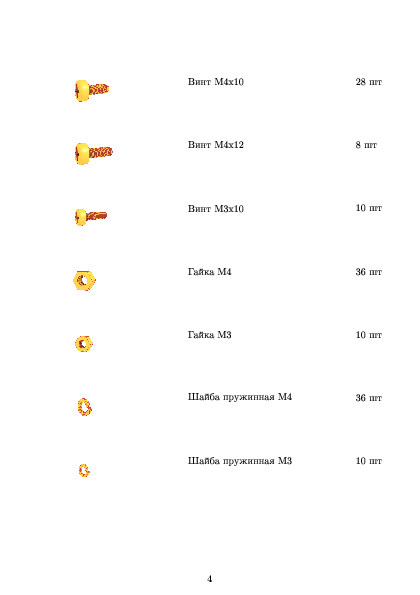 Винт М4х10 28 шт
Винт М4х12 8 шт
Винт М3х10 10 шт
Гайка М4 36 шт
Гайка М3 10 шт
Шайба пружинная М4 36 шт
Шайба пружинная М3 10 шт
4